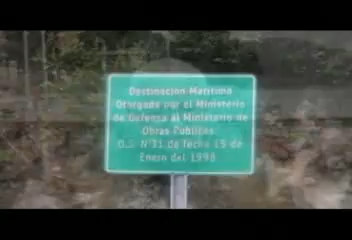 Destinacion Maritima
Otorgada por el Ministerio
de Defensa al Ministerio de
Obras Publicas
D.S. N°31 de fecha 15 de
Enero del 1998